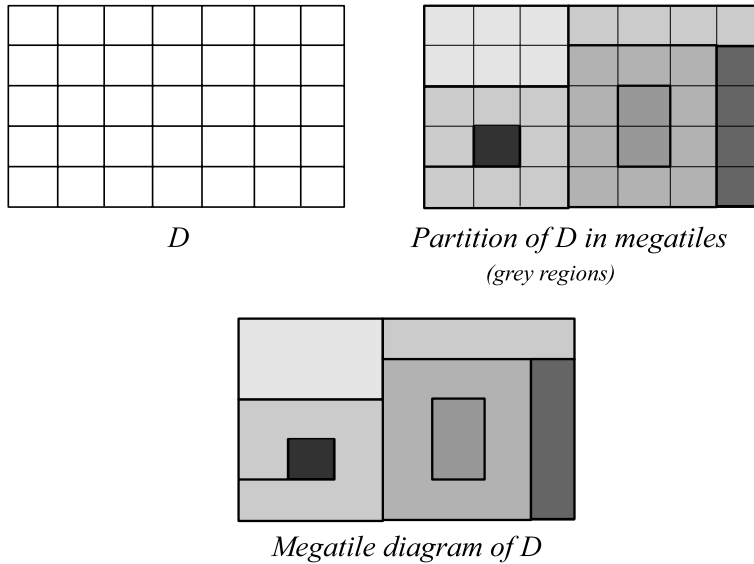 D
Partition of D in megatiles
(grey regions)
Megatile diagram of D